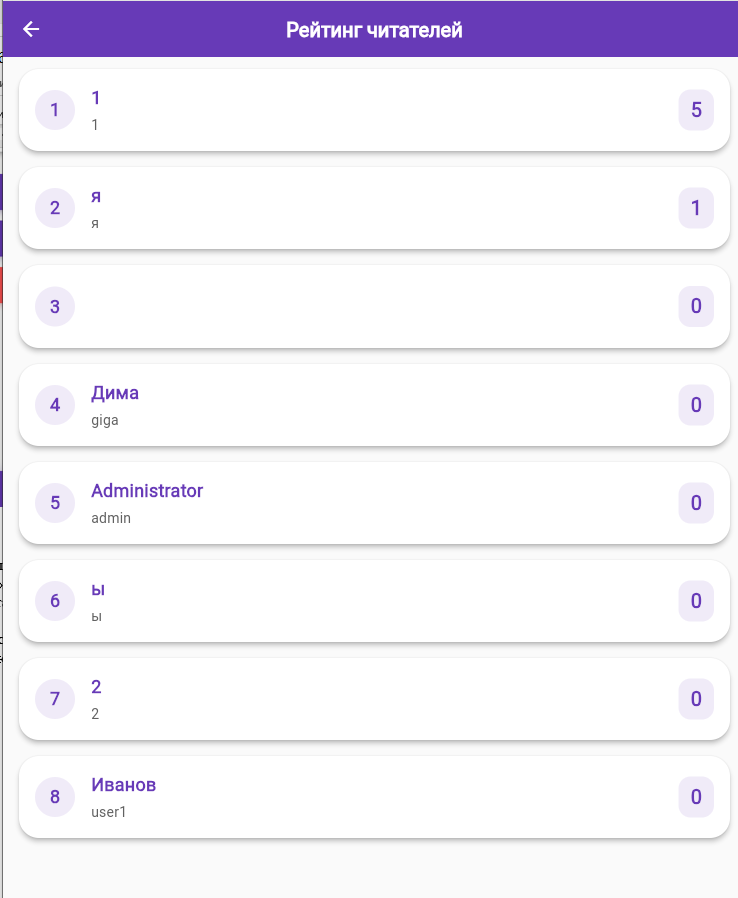 Рейтинг читателей
1
1
1
5
2
я
я
1
3
0
4
Дима
giga
0
5
Administrator
admin
0
6
ы
ы
0
7
2
2
0
8
Иванов
user1
0